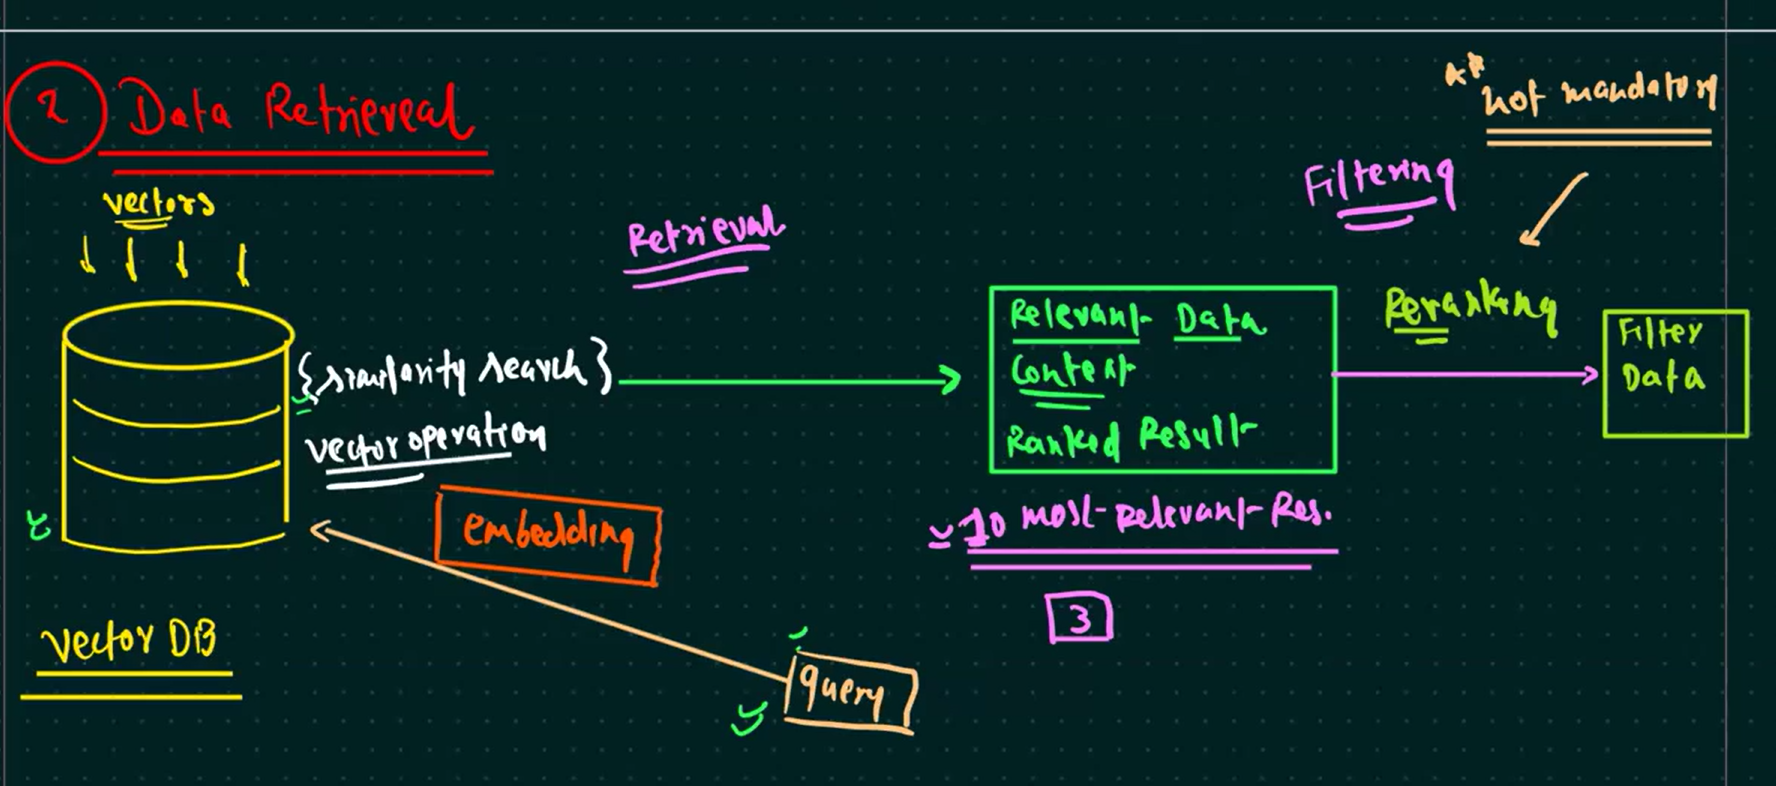 2 Data Retrieveal
** not mandatory
vectors
Retrieval
Filtering
Reranking
{similarity search}
vector operation
Relevant Data
Context
Ranked Result
Filter
Data
embedding
10 most Relevant Res.
3
Vector DB
query